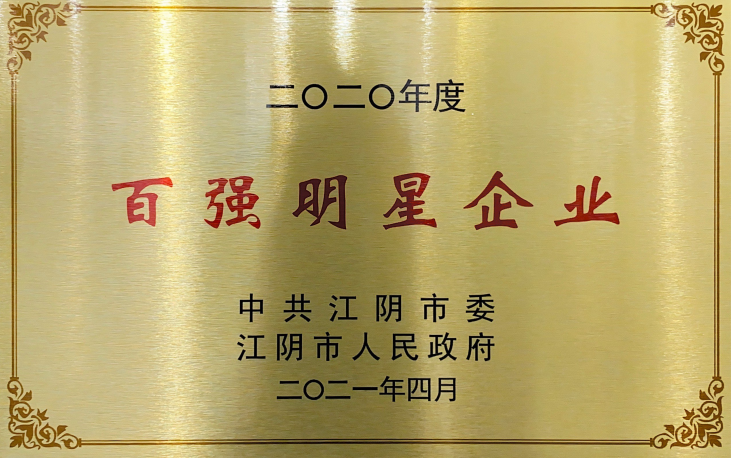 二〇二〇年度
百强明星企业
中共江阴市委
江阴市人民政府
二〇二一年四月